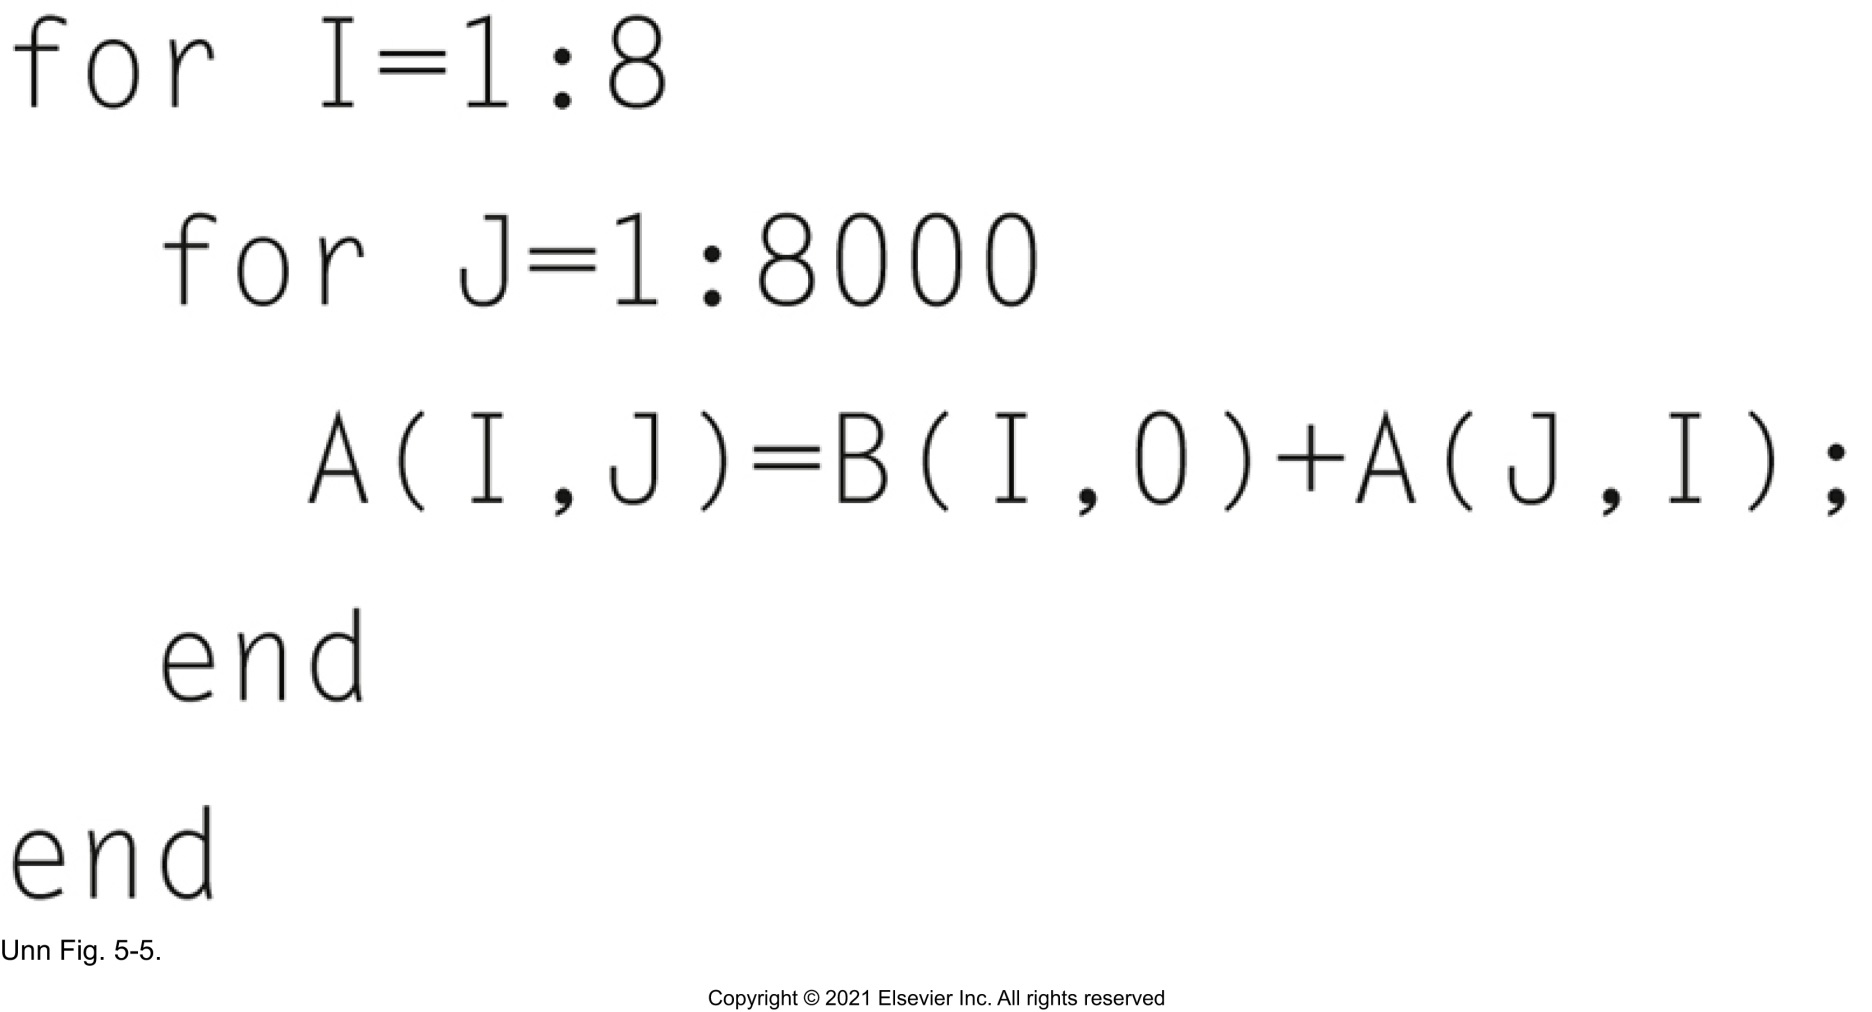 for I=1:8
for J=1:8000
A(I,J)=B(I,0)+A(J,I);
end
end
Unn Fig. 5-5.
Copyright © 2021 Elsevier Inc. All rights reserved